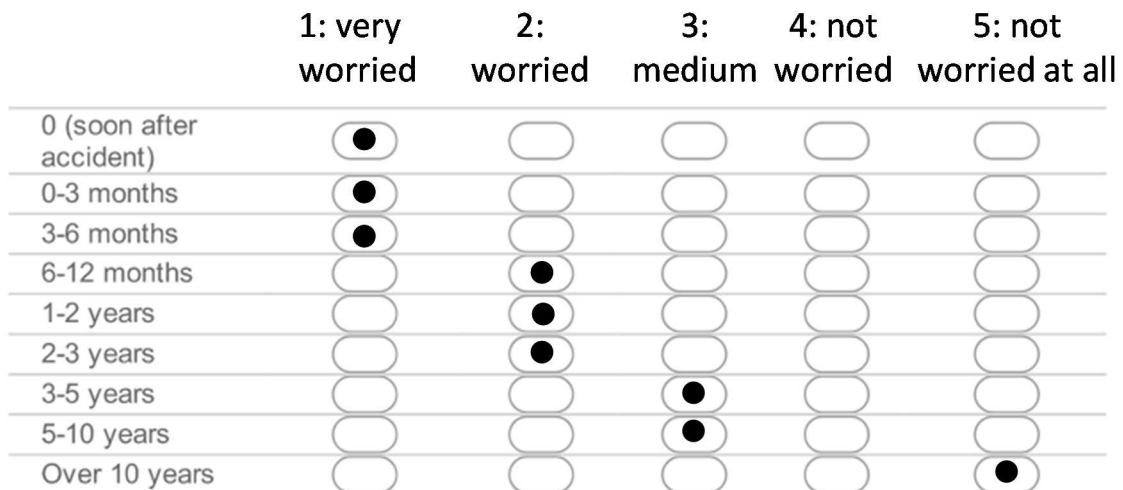 1: very worried
2: worried
3: medium
4: not worried
5: not worried at all
0 (soon after
accident)
0-3 months
3-6 months
6-12 months
1-2 years
2-3 years
3-5 years
5-10 years
Over 10 years